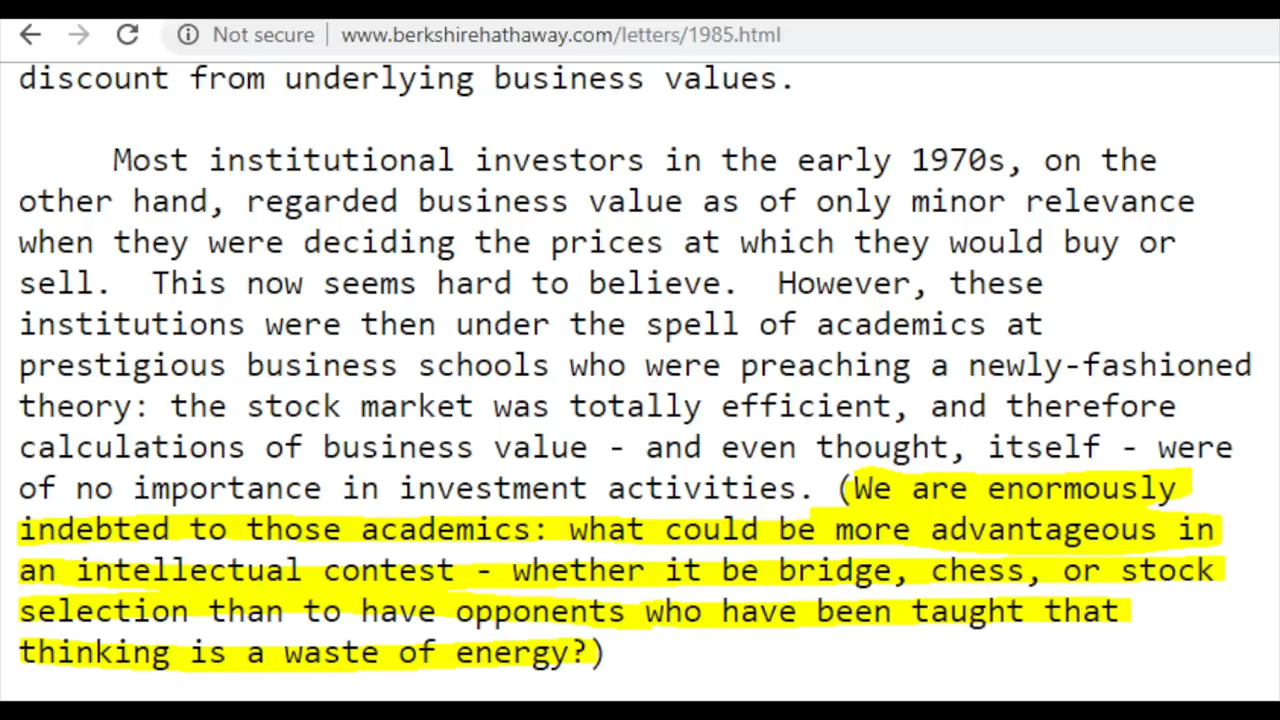 Not secure www.berkshirehathaway.com/letters/1985.html
discount from underlying business values.
Most institutional investors in the early 1970s, on the
other hand, regarded business value as of only minor relevance
when they were deciding the prices at which they would buy or
sell. This now seems hard to believe. However, these
institutions were then under the spell of academics at
prestigious business schools who were preaching a newly-fashioned
theory: the stock market was totally efficient, and therefore
calculations of business value - and even thought, itself - were
of no importance in investment activities. (We are enormously
indebted to those academics: what could be more advantageous in
an intellectual contest - whether it be bridge, chess, or stock
selection than to have opponents who have been taught that
thinking is a waste of energy?)